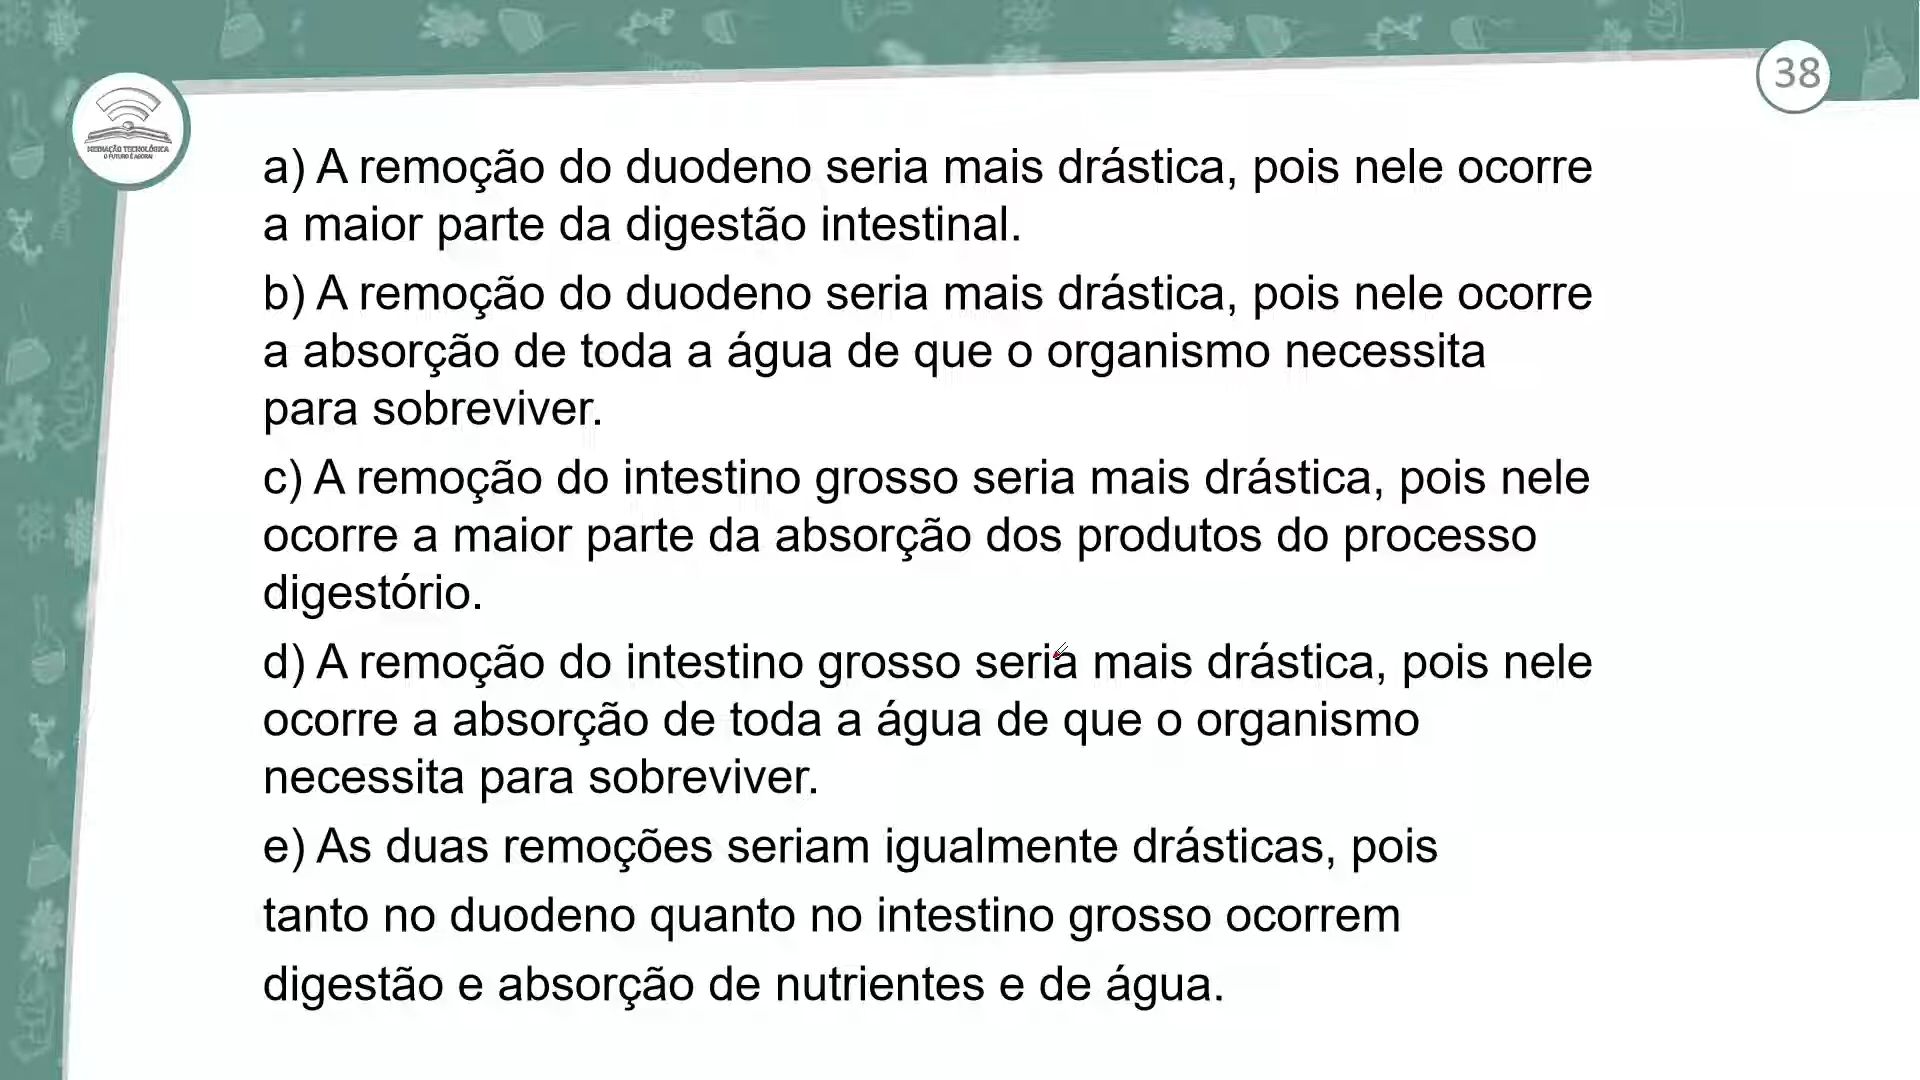 38
MEDIAÇÃO TECNOLÓGICA
O FUTURO É AGORA!
a) A remoção do duodeno seria mais drástica, pois nele ocorre
a maior parte da digestão intestinal.
b) A remoção do duodeno seria mais drástica, pois nele ocorre
a absorção de toda a água de que o organismo necessita
para sobreviver.
c) A remoção do intestino grosso seria mais drástica, pois nele
ocorre a maior parte da absorção dos produtos do processo
digestório.
d) A remoção do intestino grosso seria mais drástica, pois nele
ocorre a absorção de toda a água de que o organismo
necessita para sobreviver.
e) As duas remoções seriam igualmente drásticas, pois
tanto no duodeno quanto no intestino grosso ocorrem
digestão e absorção de nutrientes e de água.